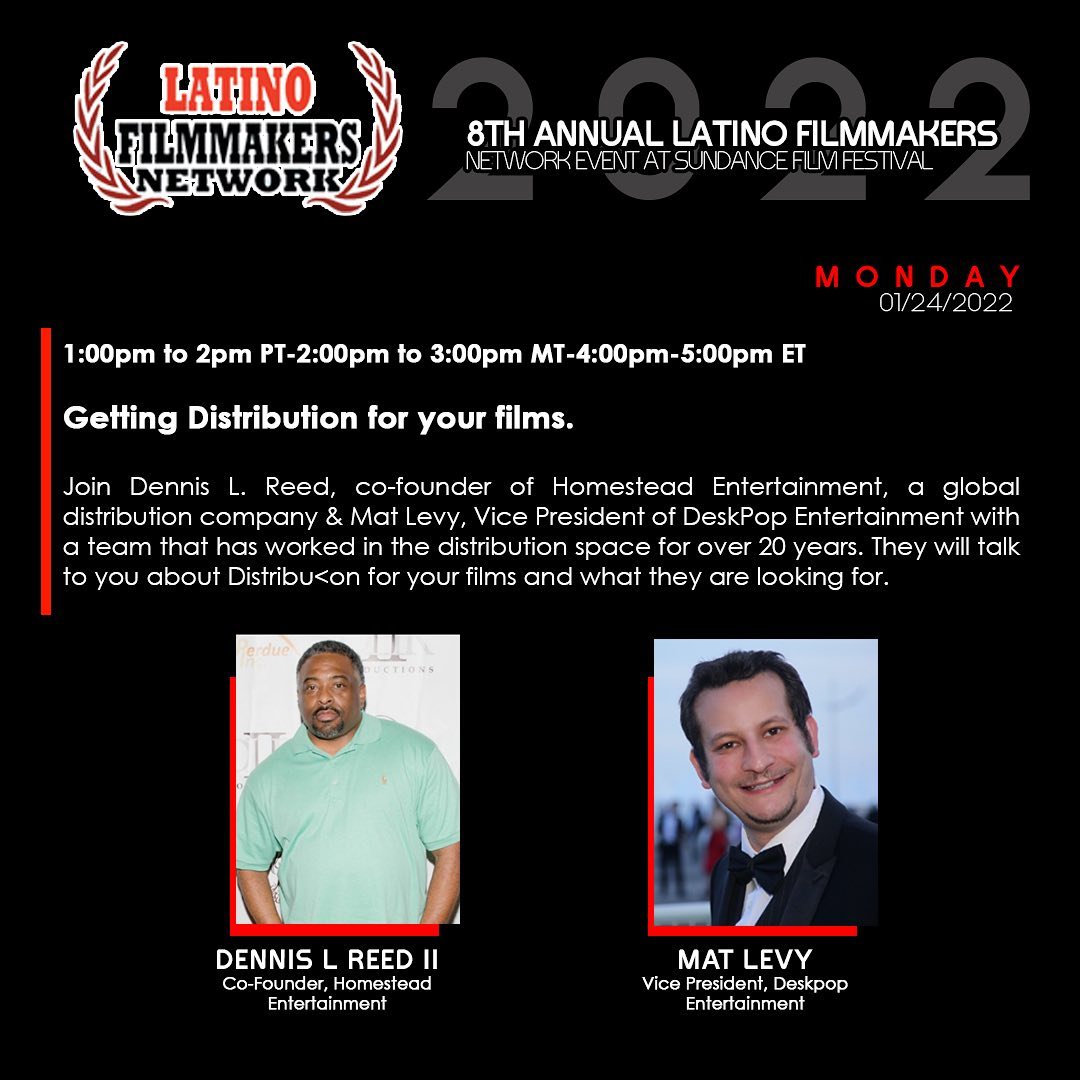 LATINO
FILMMAKERS
NETWORK
2022
8TH ANNUAL LATINO FILMMAKERS
NETWORK EVENT AT SUNDANCE FILM FESTIVAL
MONDAY
01/24/2022
1:00pm to 2pm PT-2:00pm to 3:00pm MT-4:00pm-5:00pm ET
Getting Distribution for your films.
Join Dennis L. Reed, co-founder of Homestead Entertainment, a global
distribution company & Mat Levy, Vice President of DeskPop Entertainment with
a team that has worked in the distribution space for over 20 years. They will talk
to you about Distribu<on for your films and what they are looking for.
erdue
DUCTIONS
DENNIS L REED II
Co-Founder, Homestead
Entertainment
MAT LEVY
Vice President, Deskpop
Entertainment